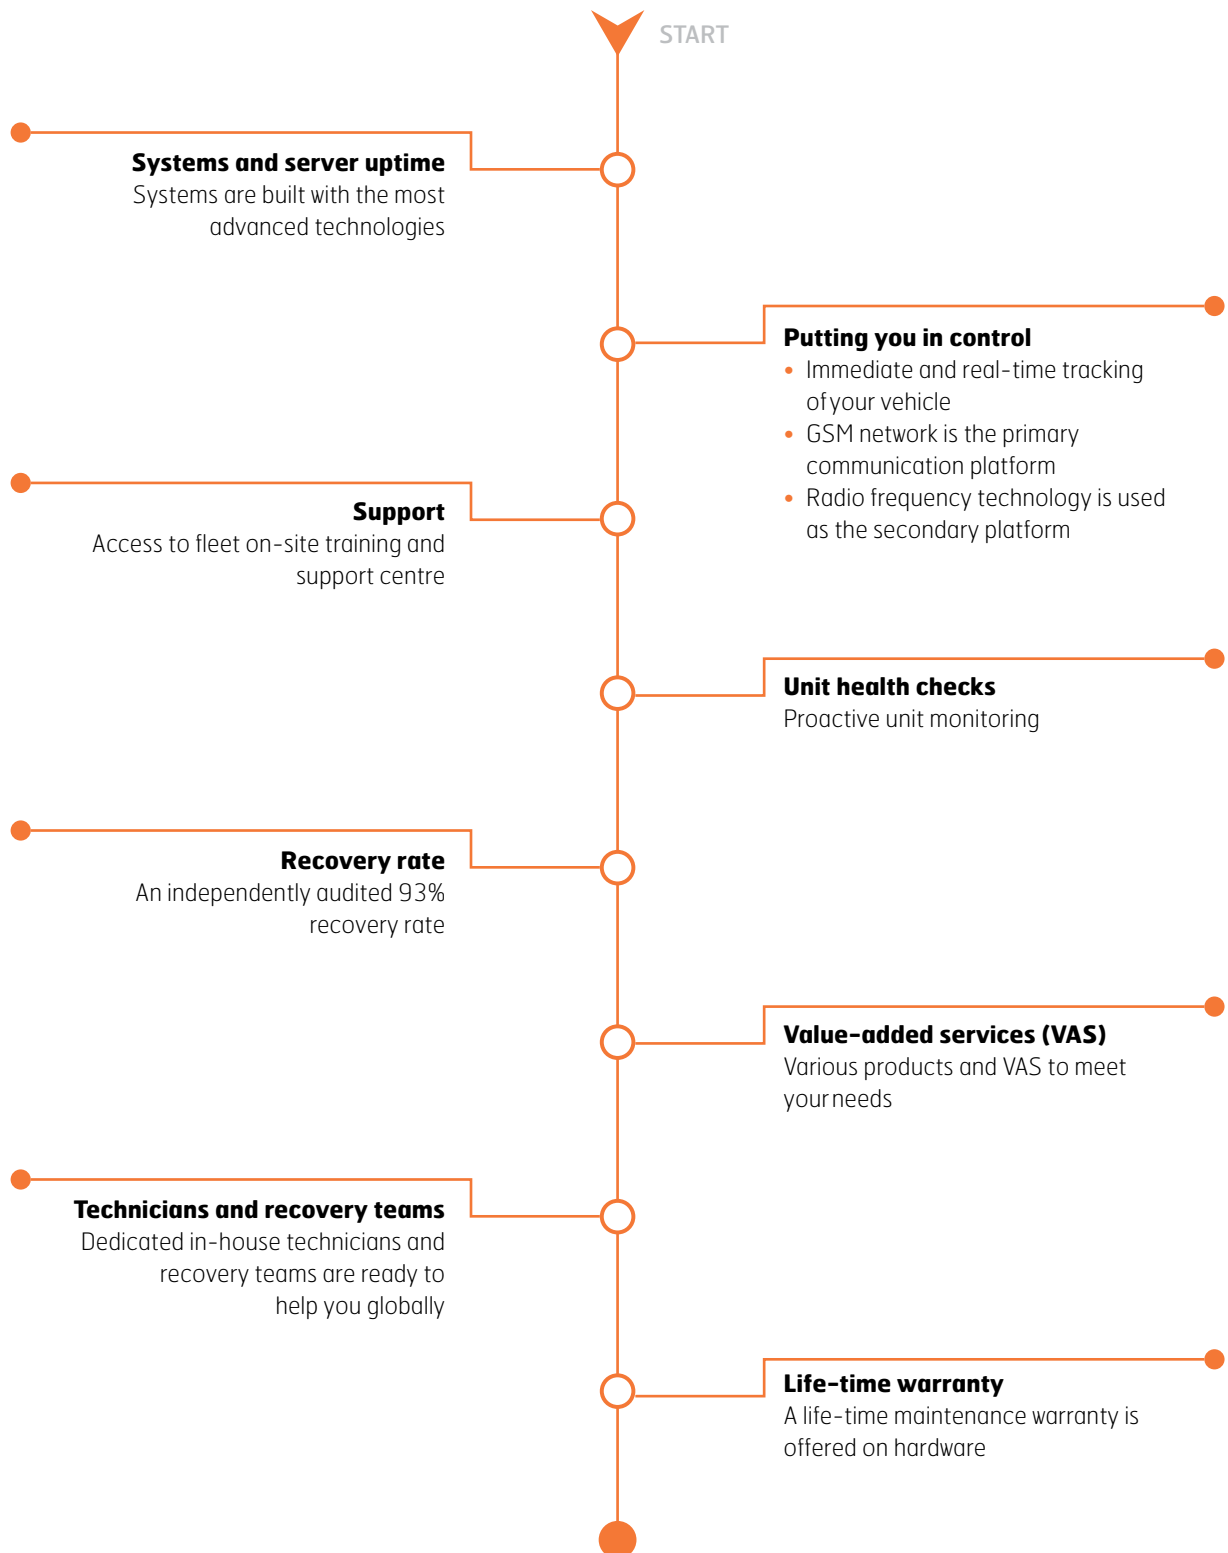 START
Systems and server uptime
Systems are built with the most
advanced technologies
Putting you in control
• Immediate and real-time tracking
of your vehicle
• GSM network is the primary
communication platform
• Radio frequency technology is used
as the secondary platform
Support
Access to fleet on-site training and
support centre
Unit health checks
Proactive unit monitoring
Recovery rate
An independently audited 93%
recovery rate
Value-added services (VAS)
Various products and VAS to meet
your needs
Technicians and recovery teams
Dedicated in-house technicians and
recovery teams are ready to
help you globally
Life-time warranty
A life-time maintenance warranty is
offered on hardware